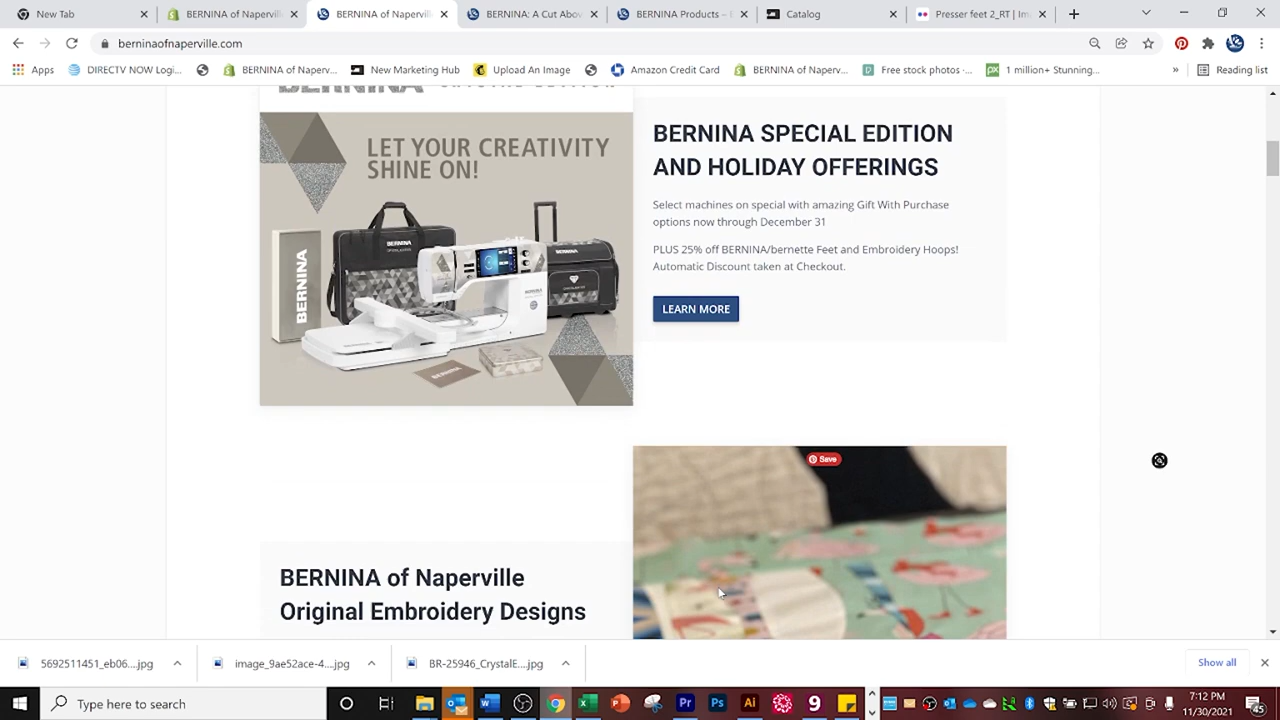 New Tab
BERNINA of Napervill
BERNINA of Napervill
BERNINA: A Cut Abov
BERNINA Products – B
Catalog
Presser feet 2_RT | Im
berninaofnaperville.com
Apps
DIRECTV NOW Logi...
BERNINA of Naperv...
New Marketing Hub
Upload An Image
Amazon Credit Card
BERNINA of Naperv...
Free stock photos ·...
1 million+ Stunning...
»
Reading list
BERNINA
LET YOUR CREATIVITY
SHINE ON!
BERNINA
BERNINA
BERNINA
BERNINA SPECIAL EDITION
AND HOLIDAY OFFERINGS
Select machines on special with amazing Gift With Purchase
options now through December 31
PLUS 25% off BERNINA/bernette Feet and Embroidery Hoops!
Automatic Discount taken at Checkout.
LEARN MORE
Save
BERNINA of Naperville
Original Embroidery Designs
5692511451_eb06....jpg
image_9ae52ace-4....jpg
BR-25946_CrystalE....jpg
Show all
Type here to search
7:12 PM
11/30/2021
45